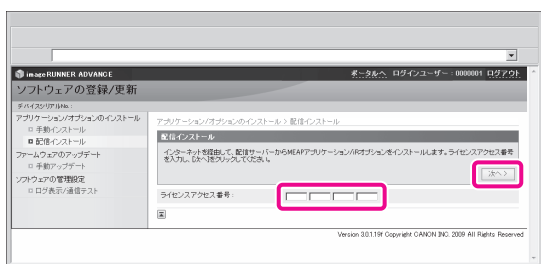 imageRUNNER ADVANCE
ポータルへ ログインユーザー : 0000001 ログアウト
ソフトウェアの登録/更新
デバイスシリアルNo. :
アプリケーション/オプションのインストール
手動インストール
配信インストール
ファームウェアのアップデート
手動アップデート
ソフトウェアの管理設定
ログ表示/通信テスト
アプリケーション/オプションのインストール > 配信インストール
配信インストール
インターネットを経由して、配信サーバーからMEAPアプリケーション/iRオプションをインストールします。ライセンスアクセス番号
を入力し、[次へ]をクリックしてください。
次へ >
ライセンスアクセス番号 :
Version 3.0.1.19f Copyright CANON INC. 2009 All Rights Reserved